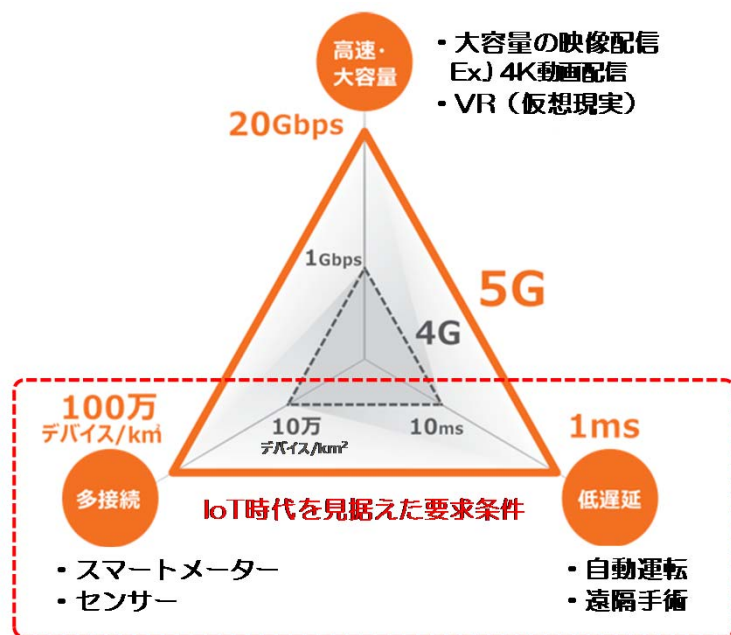 高速・
大容量
・大容量の映像配信
Ex.) 4K動画配信
・VR（仮想現実）
20Gbps
1Gbps
5G
4G
100万
デバイス/k㎡
10万
デバイス/km²
10ms
1ms
多接続
IoT時代を見据えた要求条件
低遅延
・スマートメーター
・センサー
・自動運転
・遠隔手術